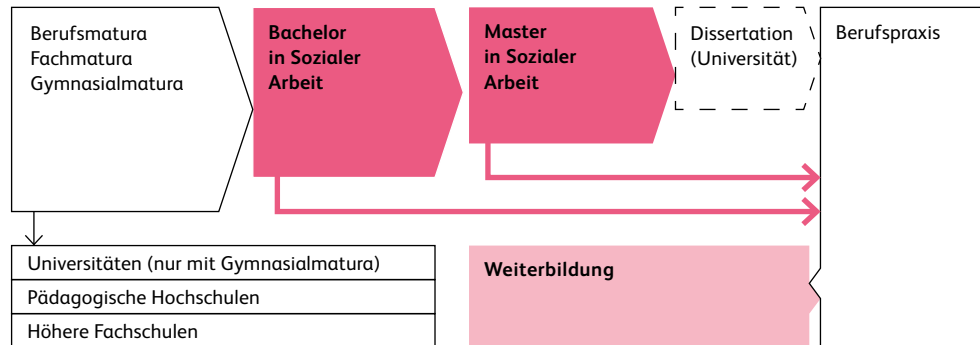 Berufsmatura
Fachmatura
Gymnasialmatura
Bachelor
in Sozialer
Arbeit
Master
in Sozialer
Arbeit
Dissertation
(Universität)
Berufspraxis
Universitäten (nur mit Gymnasialmatura)
Pädagogische Hochschulen
Höhere Fachschulen
Weiterbildung